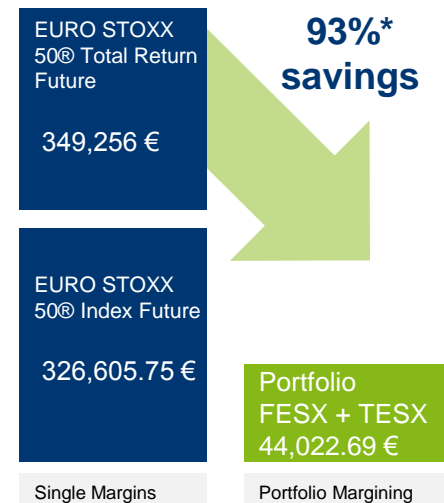 EURO STOXX
50® Total Return
Future
349,256 €
93%*
savings
EURO STOXX
50® Index Future
326,605.75 €
Portfolio
FESX + TESX
44,022.69 €
Single Margins
Portfolio Margining